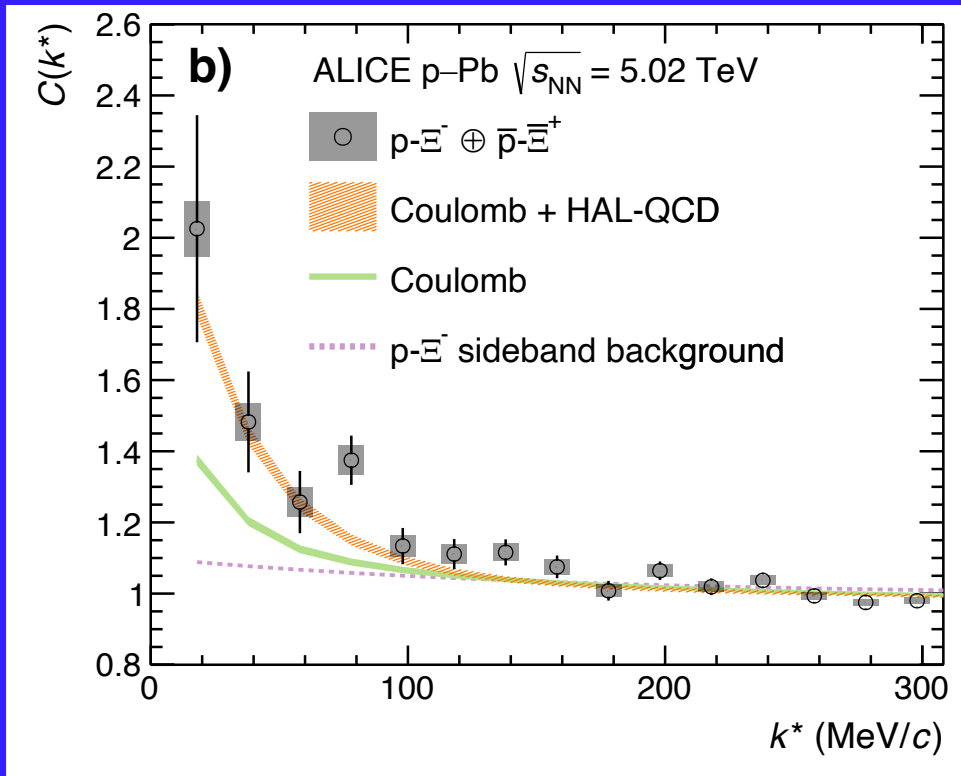 C(k*)
2.6
2.4
2.2
2
1.8
1.6
1.4
1.2
1
0.8
b) ALICE p–Pb √s_NN = 5.02 TeV
p-Ξ⁻ ⊕ p̅-Ξ̅⁺
Coulomb + HAL-QCD
Coulomb
p-Ξ⁻ sideband background
0 100 200 300
k* (MeV/c)